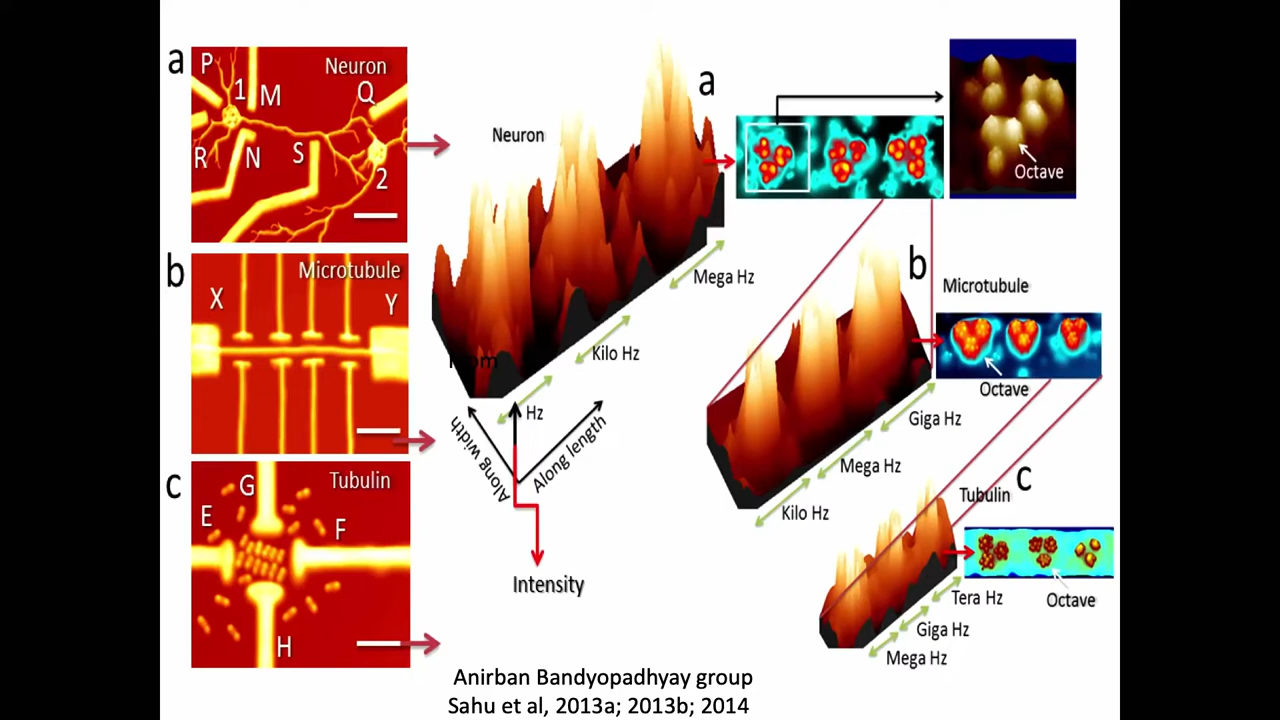 a
P
1
M
Neuron
Q
R
N
S
2
b
Microtubule
X
Y
c
Tubulin
G
E
F
H
Neuron
Mega Hz
Kilo Hz
Hz
Along width
Along length
Intensity
a
Octave
b
Microtubule
Octave
Giga Hz
Mega Hz
Kilo Hz
c
Tubulin
Octave
Tera Hz
Giga Hz
Mega Hz
Anirban Bandyopadhyay group
Sahu et al, 2013a; 2013b; 2014